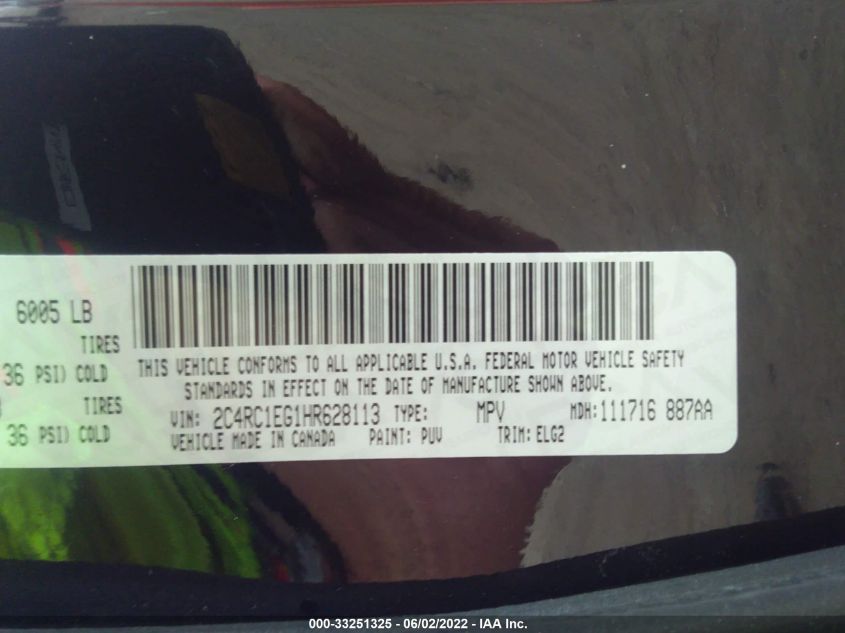 6005 LB
TIRES
36 PSI) COLD
TIRES
36 PSI) COLD
THIS VEHICLE CONFORMS TO ALL APPLICABLE U.S.A. FEDERAL MOTOR VEHICLE SAFETY
STANDARDS IN EFFECT ON THE DATE OF MANUFACTURE SHOWN ABOVE.
VIN: 2C4RC1EG1HR628113 TYPE: MPV MDH:111716 887AA
VEHICLE MADE IN CANADA PAINT: PUV TRIM:ELG2
000-33251325 - 06/02/2022 - IAA Inc.